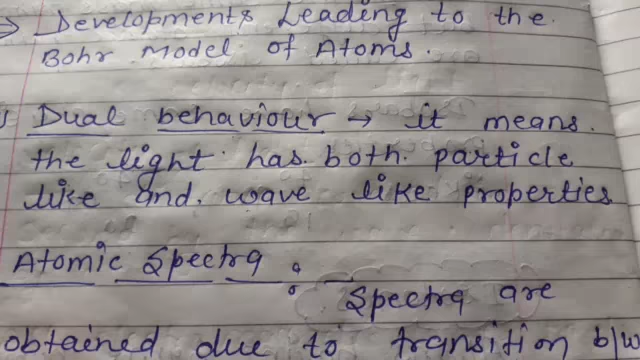 ⇒ Developments Leading to the
Bohr Model of Atoms.
Dual behaviour → it means
the light has both particle
like and wave like properties
Atomic Spectra :
Spectra are
obtained due to transition b/w